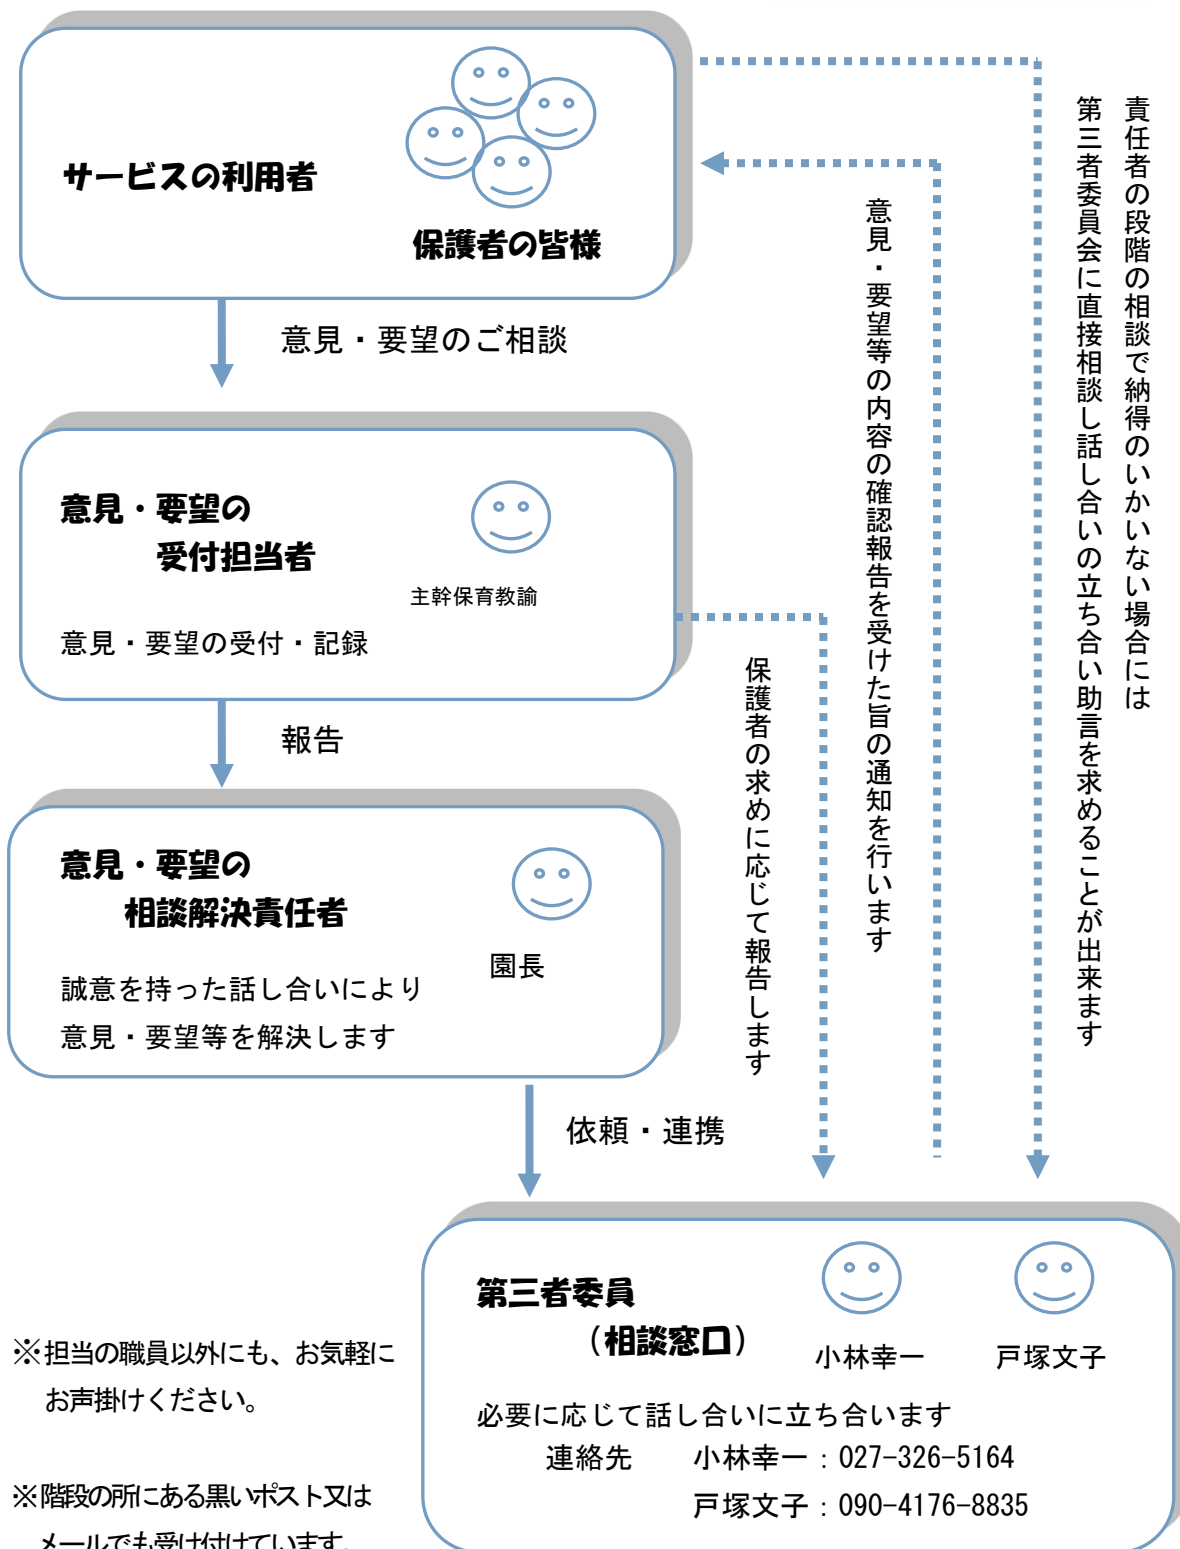 サービスの利用者
保護者の皆様
意見・要望のご相談
意見・要望の
受付担当者
主幹保育教諭
意見・要望の受付・記録
報告
意見・要望の
相談解決責任者
園長
誠意を持った話し合いにより
意見・要望等を解決します
依頼・連携
保護者の求めに応じて報告します
意見・要望等の内容の確認報告を受けた旨の通知を行います
責任者の段階の相談で納得のいかいない場合には
第三者委員会に直接相談し話し合いの立ち合い助言を求めることが出来ます
第三者委員
（相談窓口）
小林幸一
戸塚文子
必要に応じて話し合いに立ち合います
連絡先 小林幸一：027-326-5164
戸塚文子：090-4176-8835
※担当の職員以外にも、お気軽に
お声掛けください。
※階段の所にある黒いポスト又は
メールでも受け付けています。